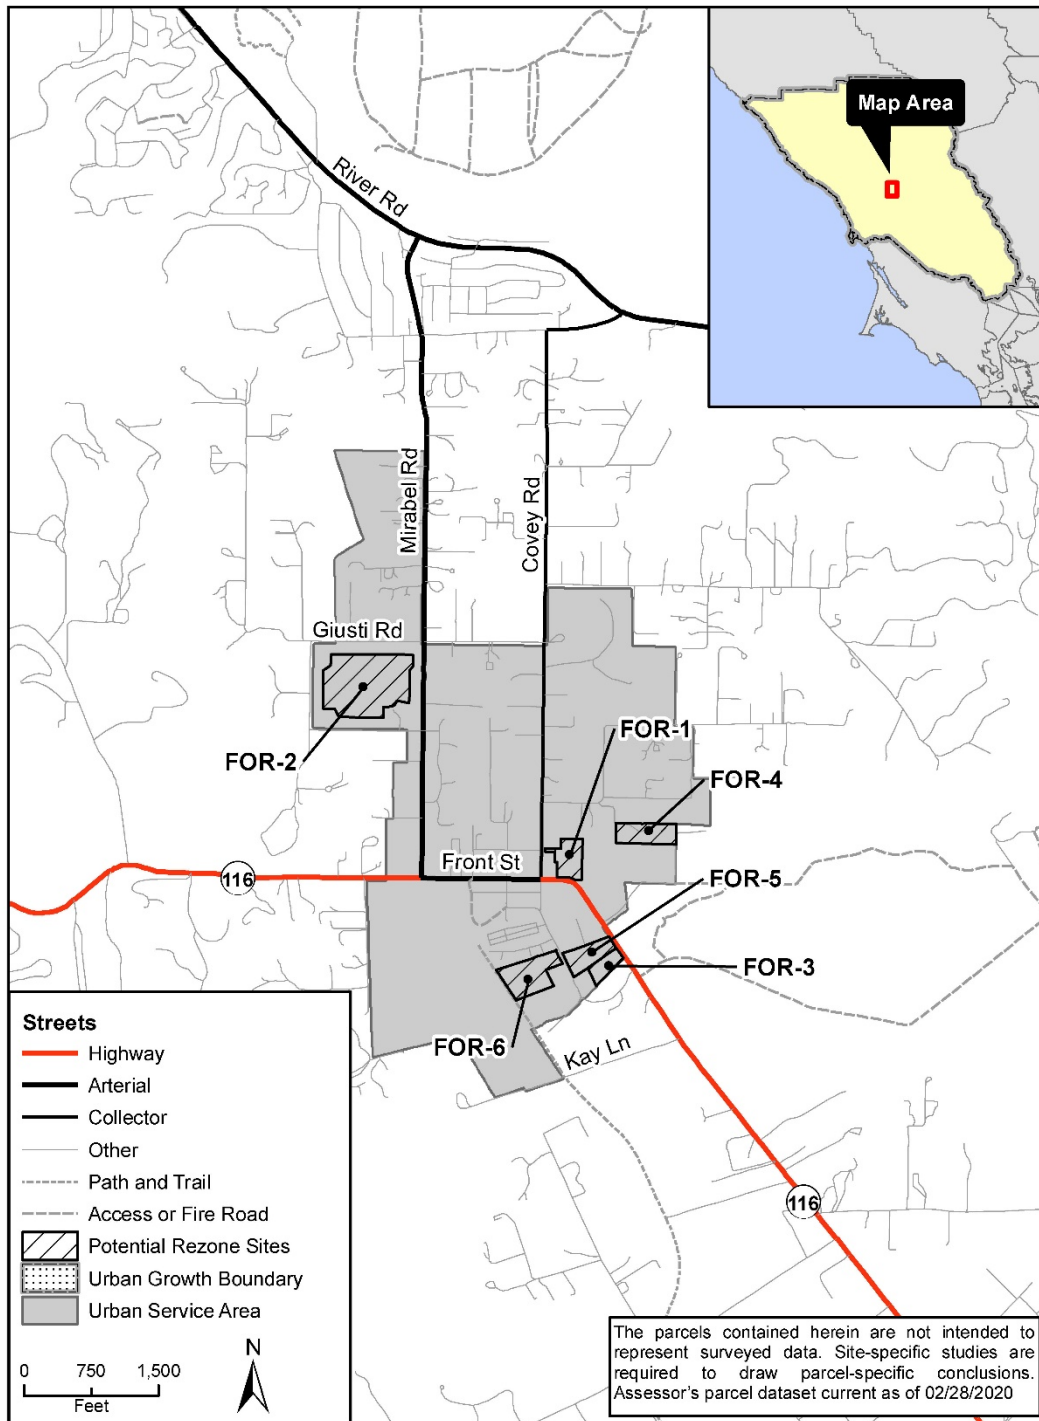 Map Area
River Rd
Mirabel Rd
Covey Rd
Giusti Rd
FOR-1
FOR-2
FOR-4
Front St
116
FOR-5
FOR-3
FOR-6
Kay Ln
116
Streets
Highway
Arterial
Collector
Other
Path and Trail
Access or Fire Road
Potential Rezone Sites
Urban Growth Boundary
Urban Service Area
N
0 750 1,500
Feet
The parcels contained herein are not intended to
represent surveyed data. Site-specific studies are
required to draw parcel-specific conclusions.
Assessor's parcel dataset current as of 02/28/2020